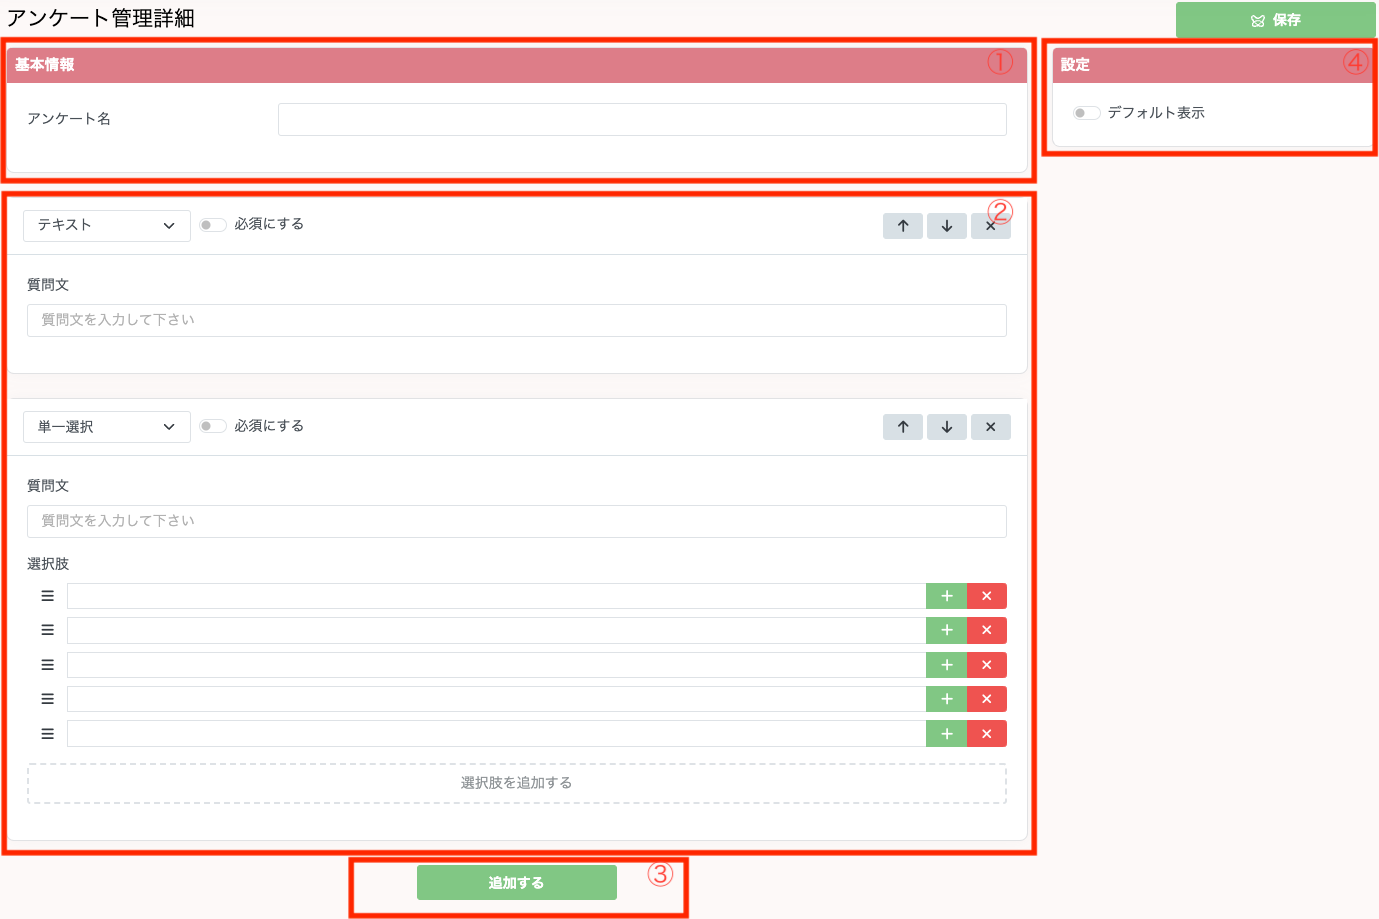 アンケート管理詳細
保存
基本情報 ①
アンケート名
設定 ④
デフォルト表示
テキスト 必須にする ②
質問文
質問文を入力して下さい
単一選択 必須にする
質問文
質問文を入力して下さい
選択肢
選択肢を追加する
追加する ③